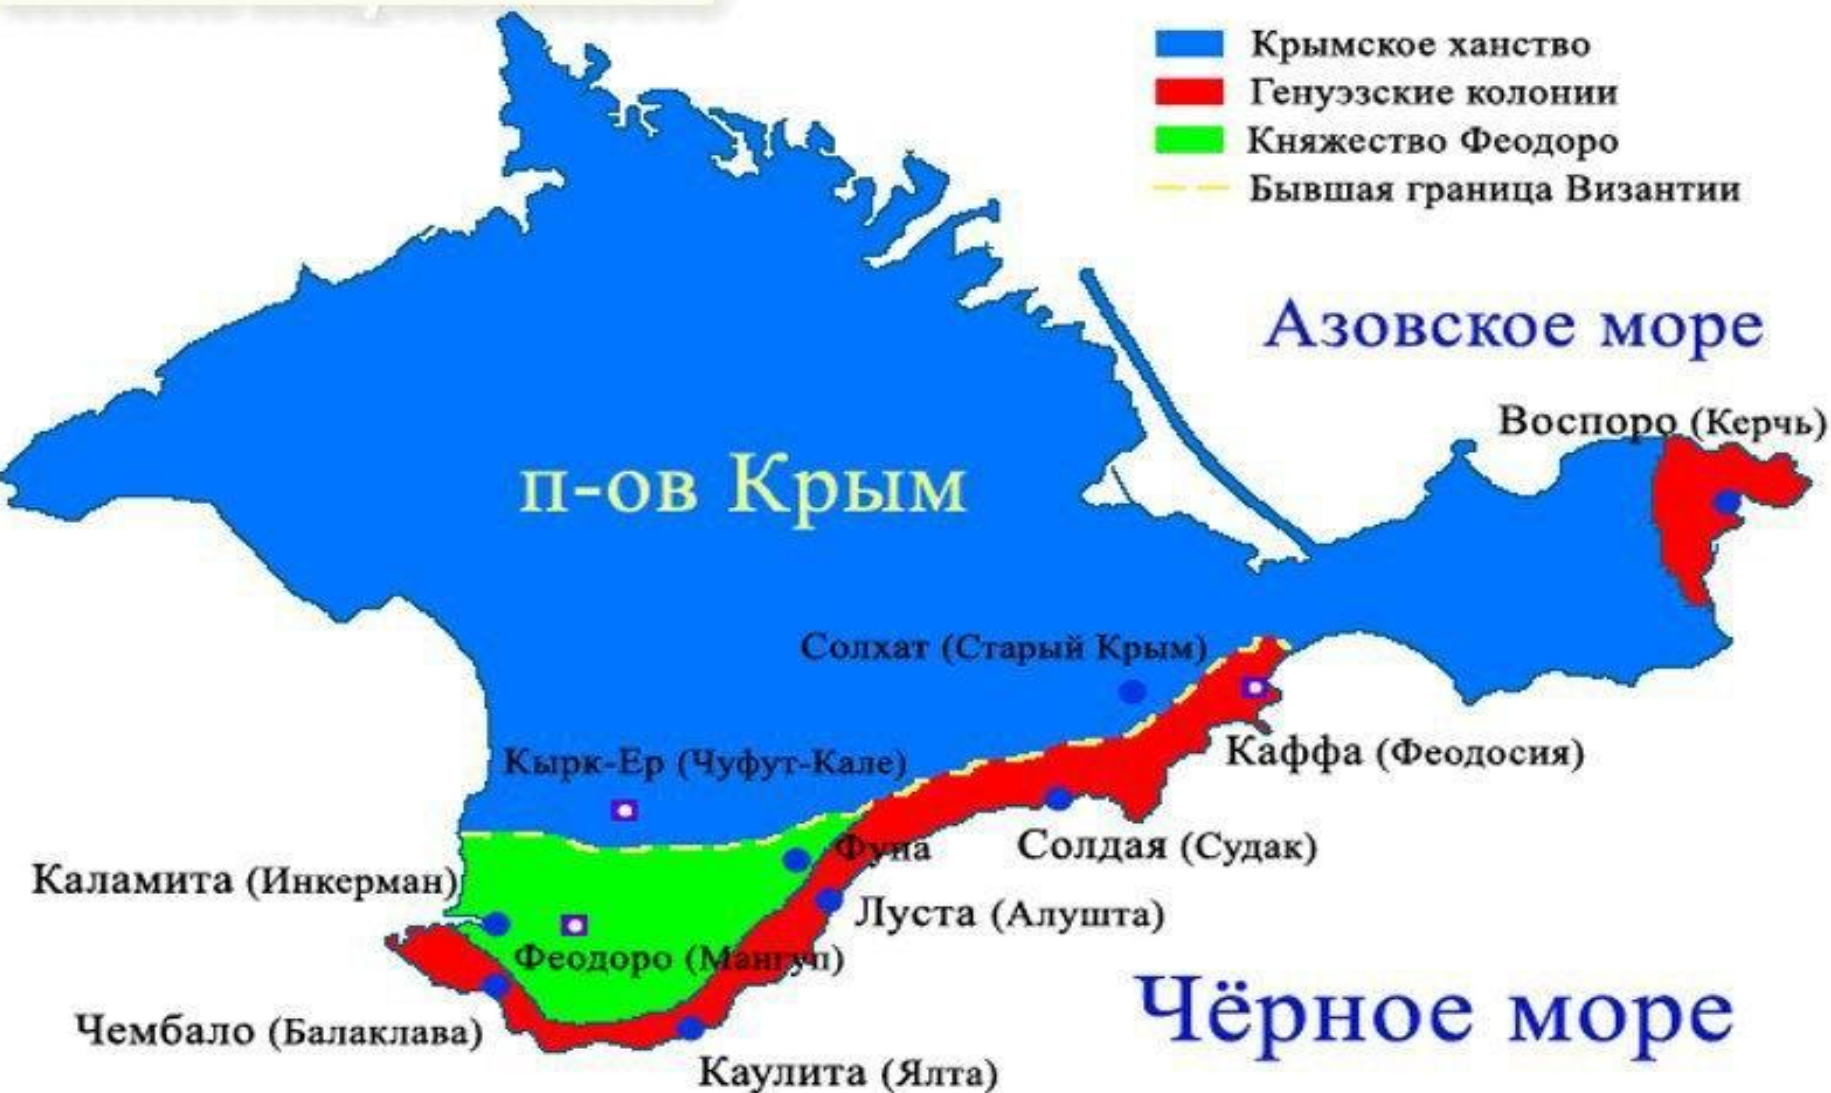 Крымское ханство
Генуэзские колонии
Княжество Феодоро
Бывшая граница Византии
Азовское море
Воспоро (Керчь)
п-ов Крым
Солхат (Старый Крым)
Каффа (Феодосия)
Кырк-Ер (Чуфут-Кале)
Фуна
Солдая (Судак)
Каламита (Инкерман)
Луста (Алушта)
Феодоро (Мангуп)
Чёрное море
Чембало (Балаклава)
Каулита (Ялта)